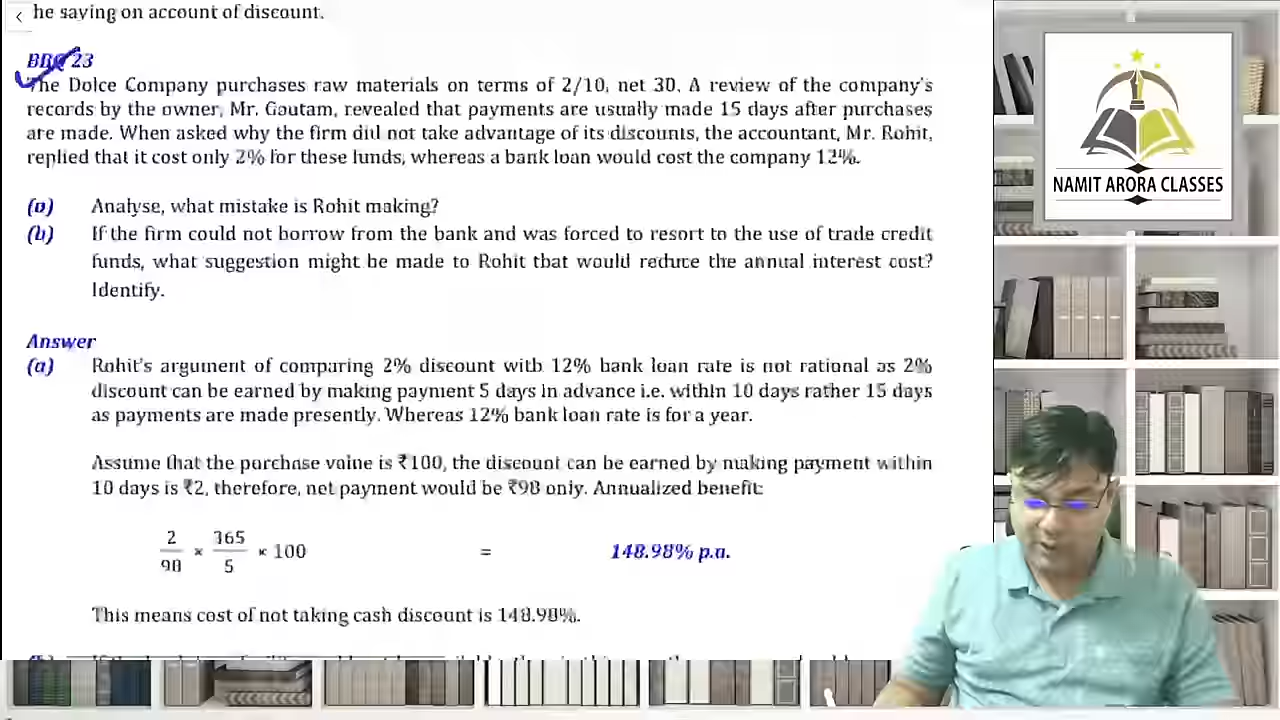 he saying on account of discount.
BBQ 23
The Dolce Company purchases raw materials on terms of 2/10, net 30. A review of the company's
records by the owner, Mr. Gautam, revealed that payments are usually made 15 days after purchases
are made. When asked why the firm did not take advantage of its discounts, the accountant, Mr. Rohit,
replied that it cost only 2% for these funds, whereas a bank loan would cost the company 12%.
(a) Analyse, what mistake is Rohit making?
(b) If the firm could not borrow from the bank and was forced to resort to the use of trade credit
funds, what suggestion might be made to Rohit that would reduce the annual interest cost?
Identify.
Answer
(a) Rohit's argument of comparing 2% discount with 12% bank loan rate is not rational as 2%
discount can be earned by making payment 5 days in advance i.e. within 10 days rather 15 days
as payments are made presently. Whereas 12% bank loan rate is for a year.
Assume that the purchase value is ₹100, the discount can be earned by making payment within
10 days is ₹2, therefore, net payment would be ₹98 only. Annualized benefit:
2/98 × 365/5 × 100 = 148.98% p.a.
This means cost of not taking cash discount is 148.98%.
NAMIT ARORA CLASSES